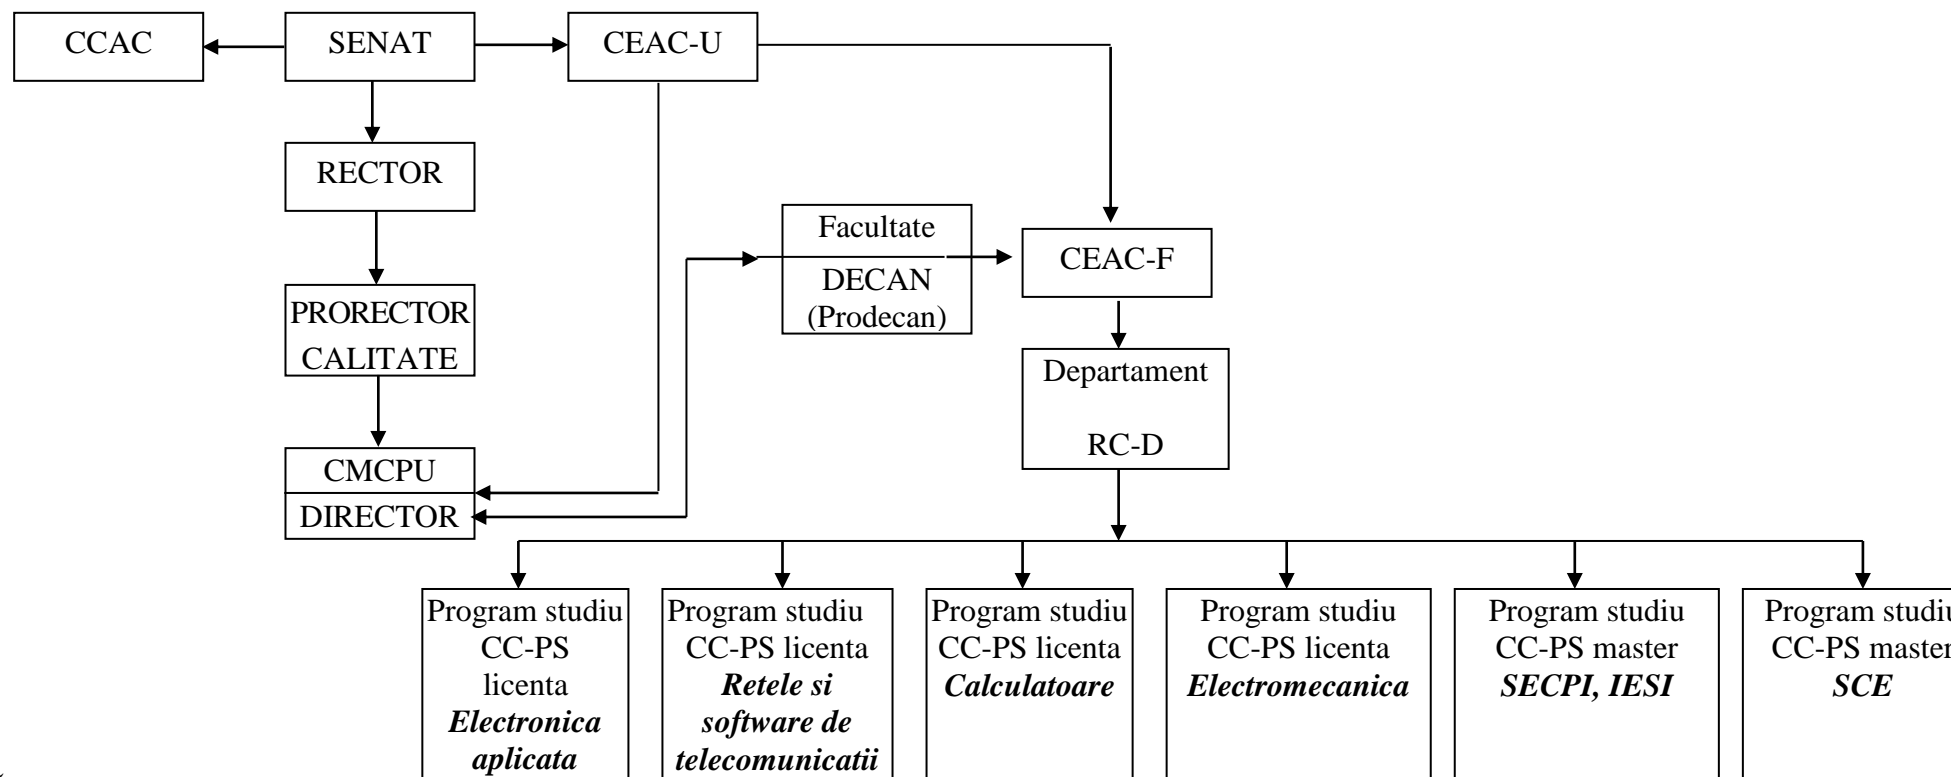 CCAC
SENAT
CEAC-U
RECTOR
Facultate
DECAN
(Prodecan)
CEAC-F
PRORECTOR
CALITATE
Departament
RC-D
CMCPU
DIRECTOR
Program studiu
CC-PS
licenta
Electronica
aplicata
Program studiu
CC-PS licenta
Retele si
software de
telecomunicatii
Program studiu
CC-PS licenta
Calculatoare
Program studiu
CC-PS licenta
Electromecanica
Program studiu
CC-PS master
SECPI, IESI
Program studiu
CC-PS master
SCE